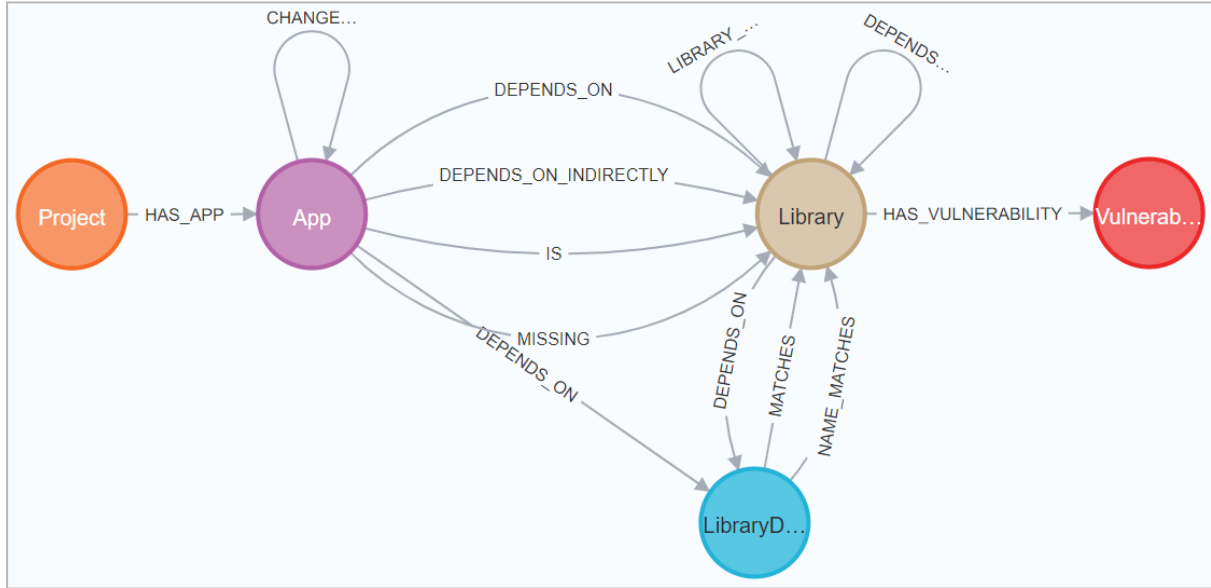 CHANGE...
LIBRARY_...
DEPENDS...
DEPENDS_ON
DEPENDS_ON_INDIRECTLY
Project
HAS_APP
App
Library
HAS_VULNERABILITY
Vulnerab...
IS
MISSING
DEPENDS_ON
DEPENDS_ON
MATCHES
NAME_MATCHES
LibraryD...